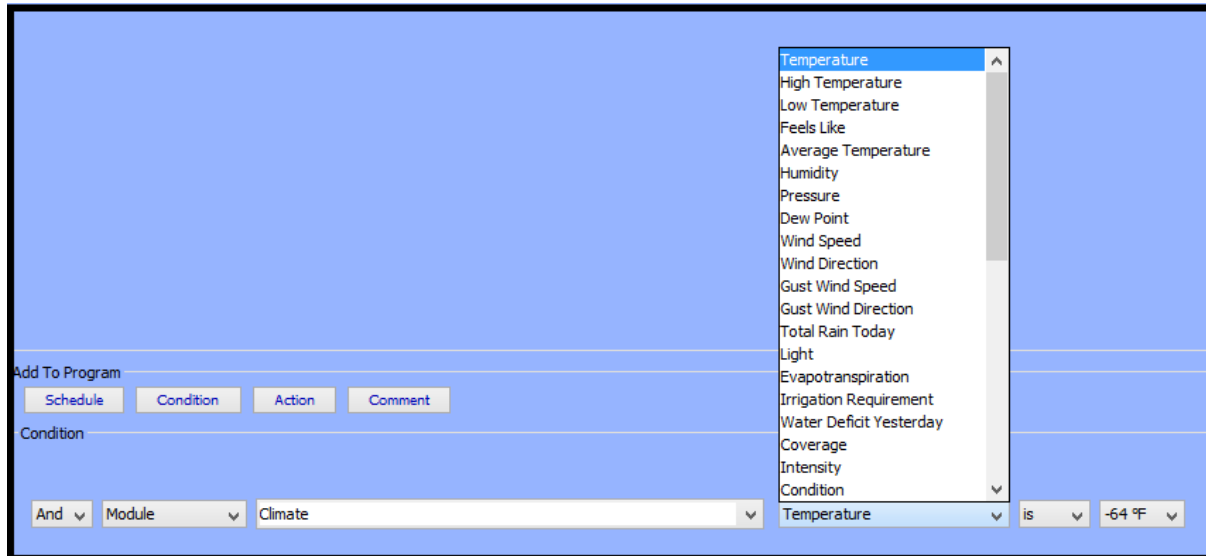 Temperature
High Temperature
Low Temperature
Feels Like
Average Temperature
Humidity
Pressure
Dew Point
Wind Speed
Wind Direction
Gust Wind Speed
Gust Wind Direction
Total Rain Today
Light
Evapotranspiration
Irrigation Requirement
Water Deficit Yesterday
Coverage
Intensity
Condition
Add To Program
Schedule Condition Action Comment
Condition
And Module Climate Temperature is -64 °F